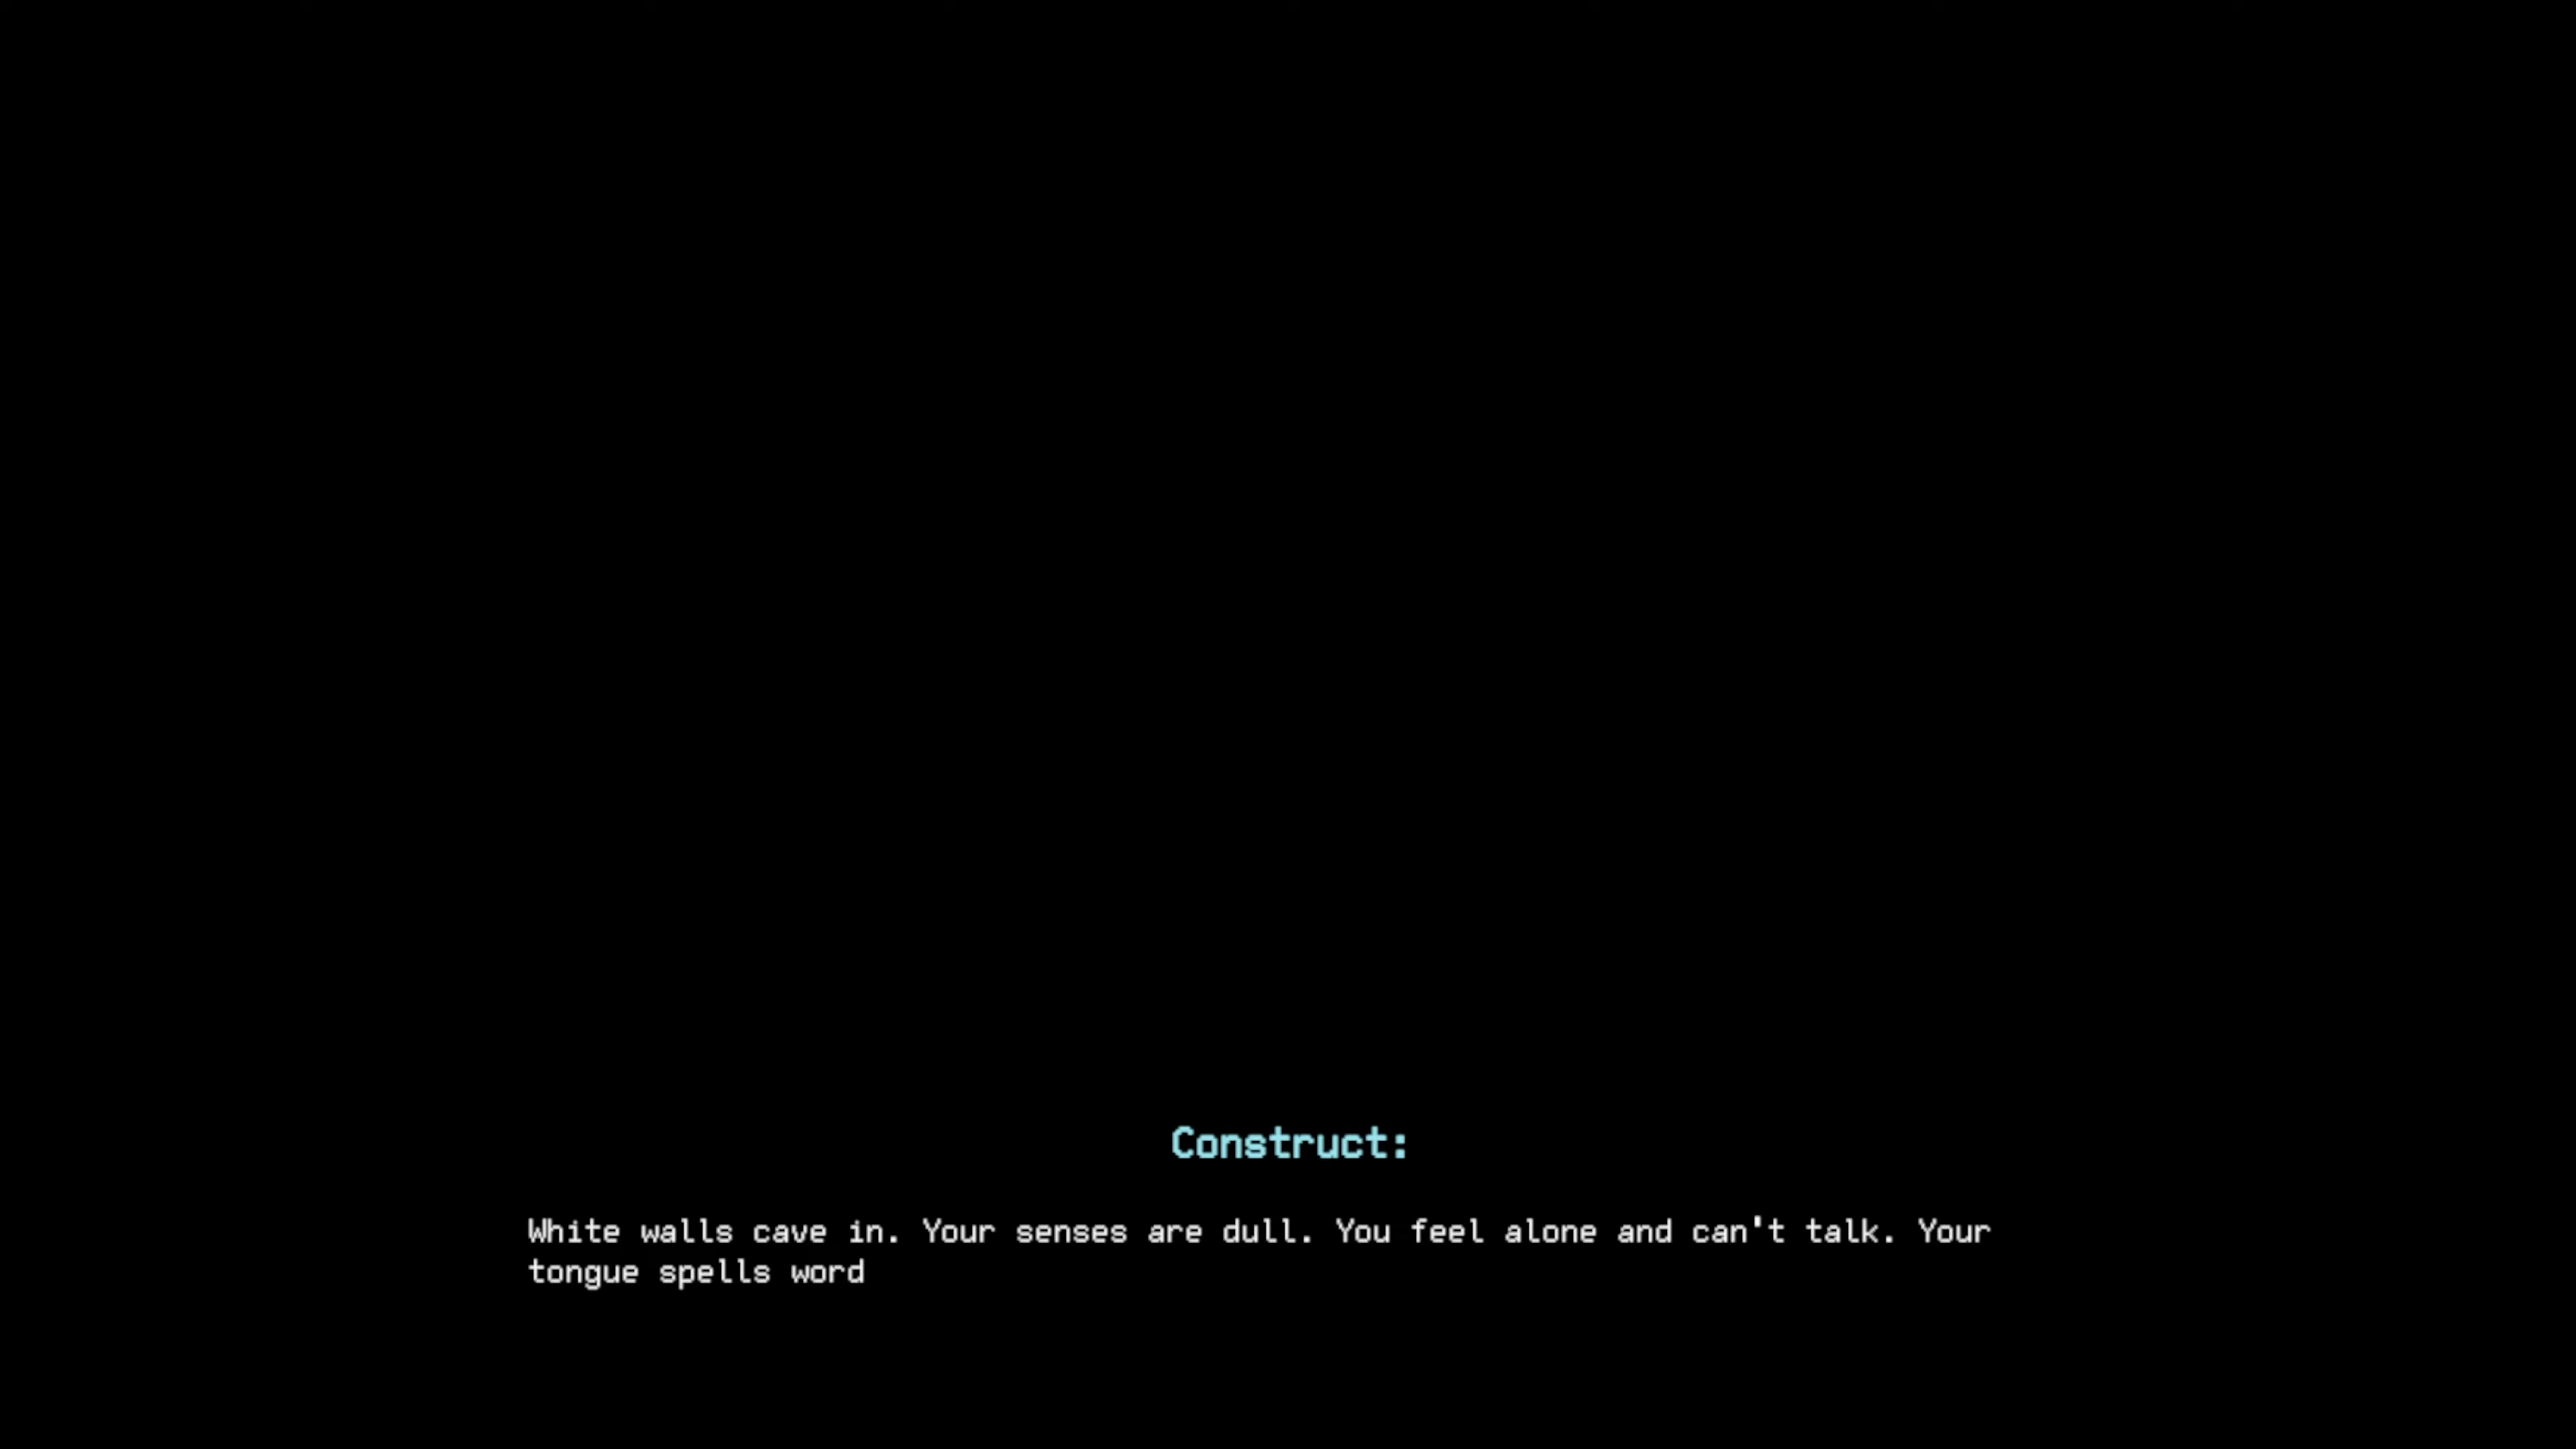 Construct:
White walls cave in. Your senses are dull. You feel alone and can't talk. Your
tongue spells word